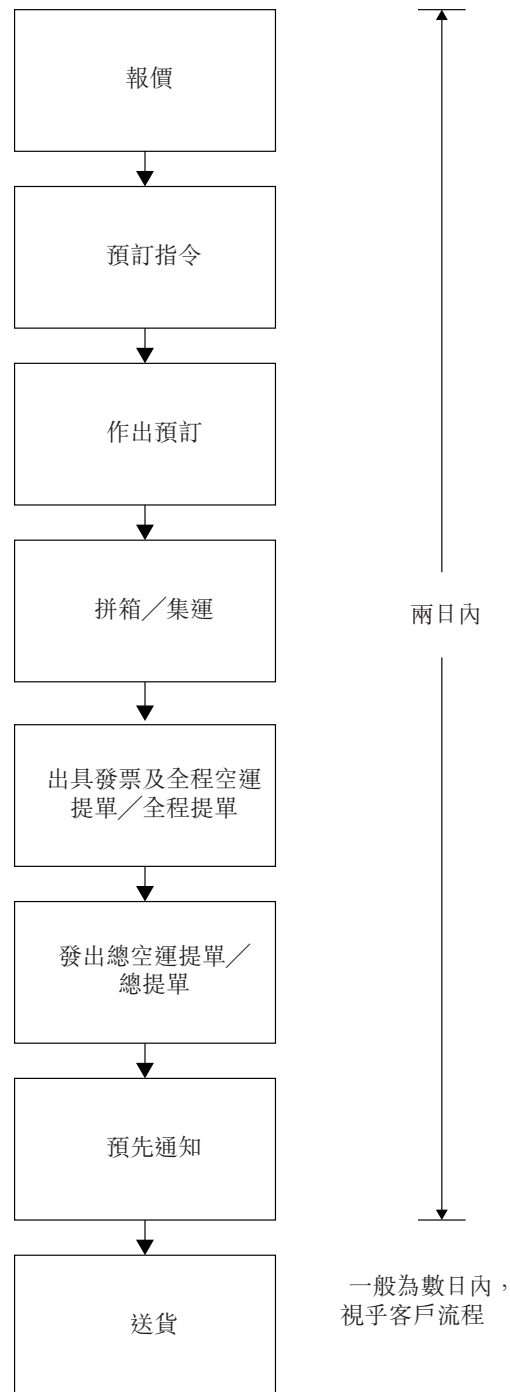 報價
預訂指令
作出預訂
拼箱／集運
兩日內
出具發票及全程空運
提單／全程提單
發出總空運提單／
總提單
預先通知
送貨
一般為數日內，
視乎客戶流程